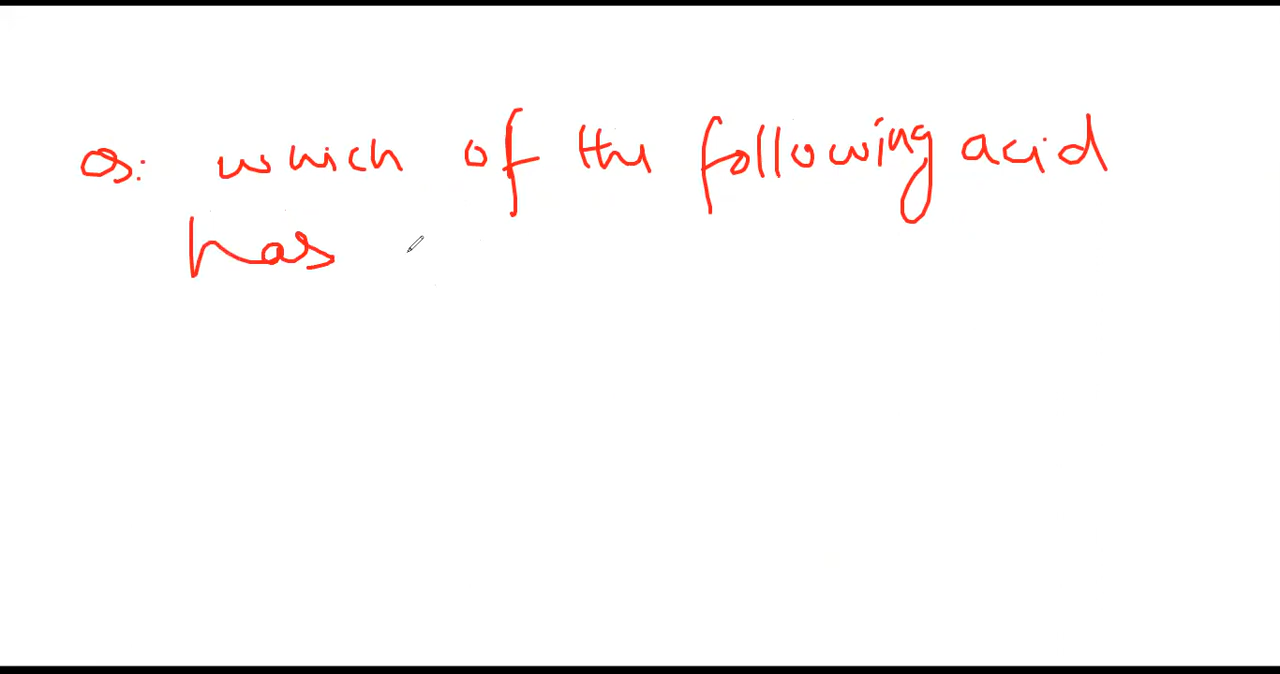 Qs: which of the following acid
has